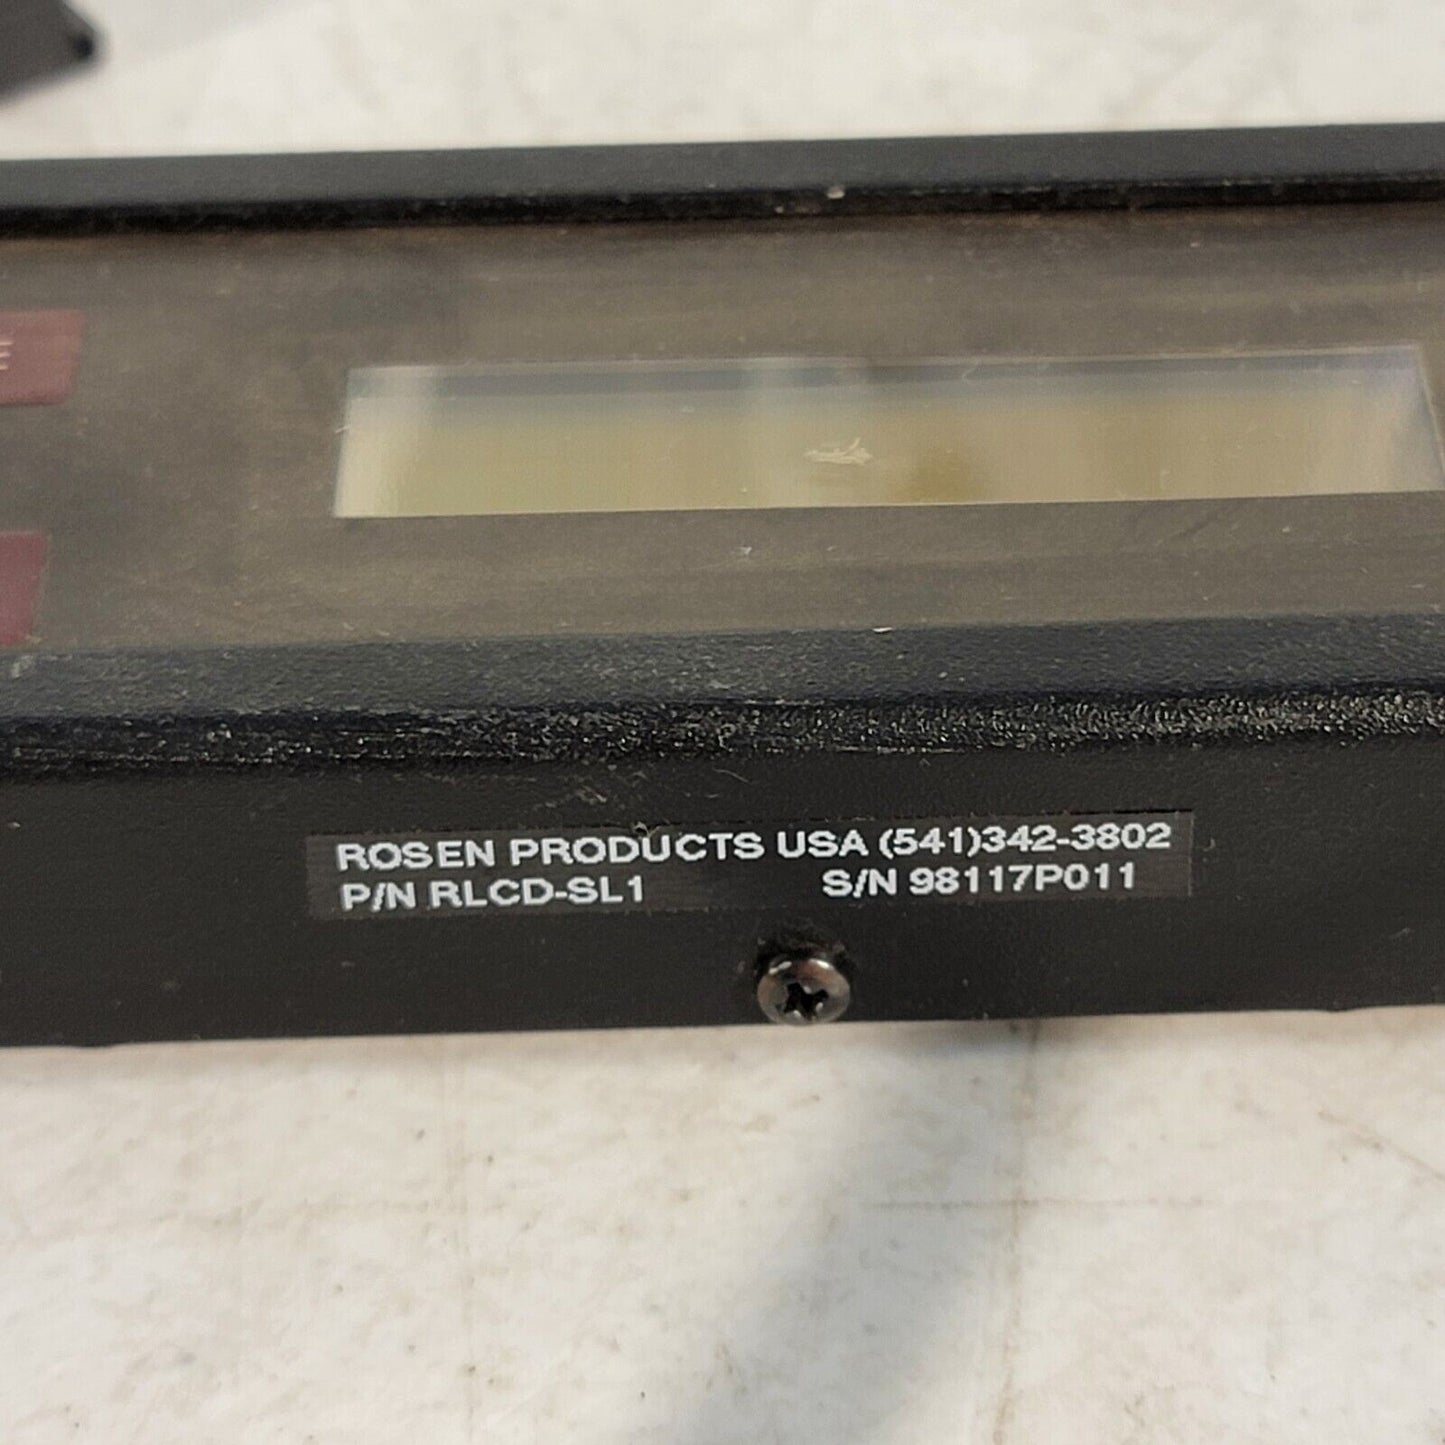 ROSEN PRODUCTS USA (541)342-3802
P/N RLCD-SL1 S/N 98117P011